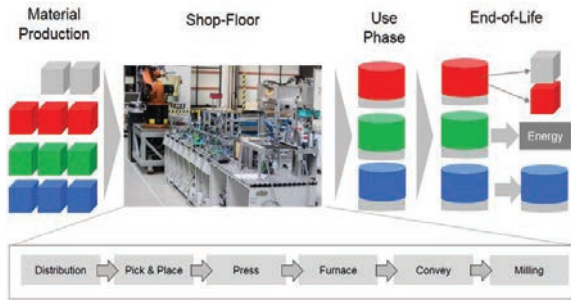 Material
Production
Shop-Floor
Use
Phase
End-of-Life
Energy
Distribution
Pick & Place
Press
Furnace
Convey
Milling